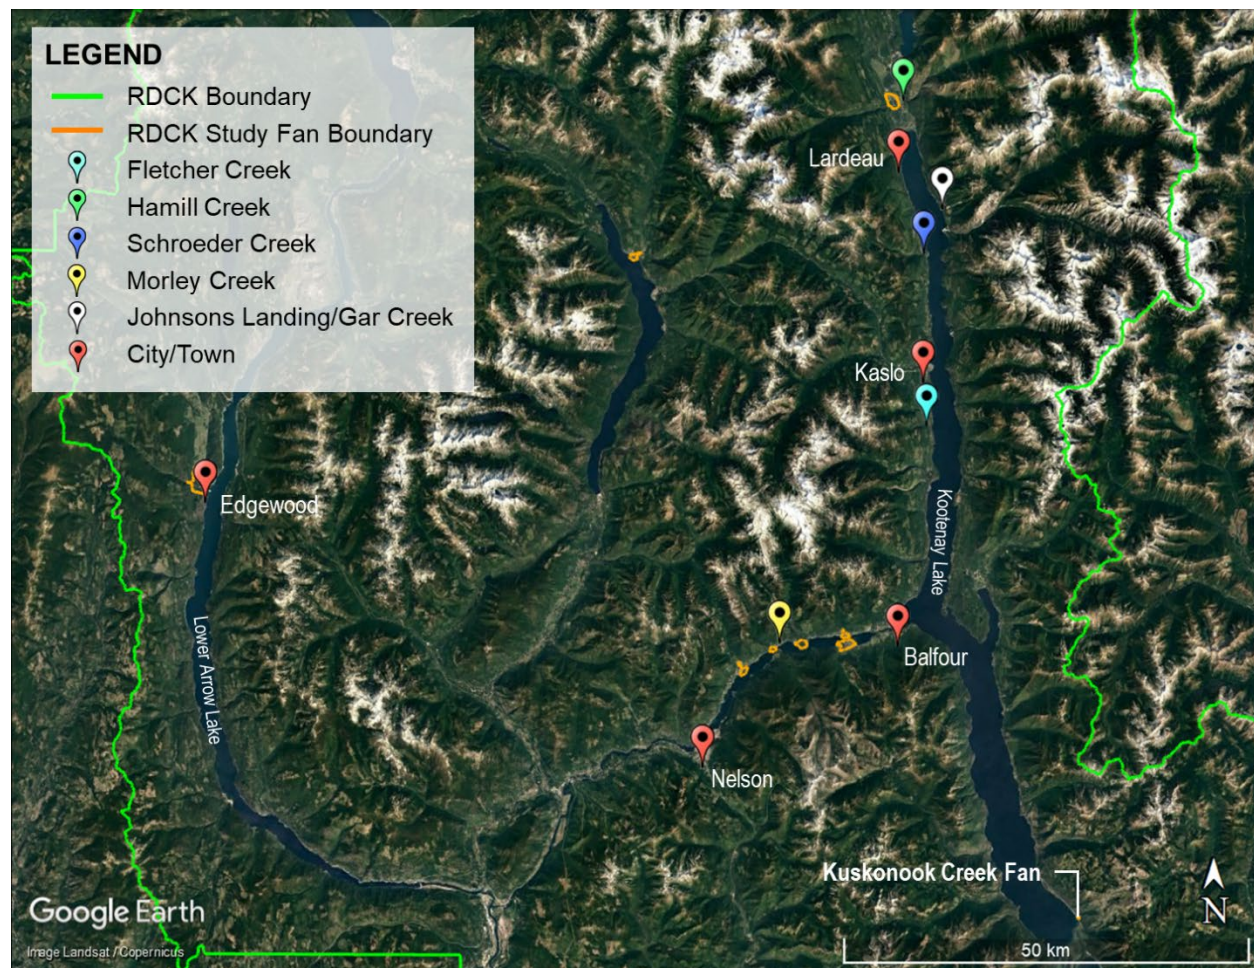 LEGEND
RDCK Boundary
RDCK Study Fan Boundary
Fletcher Creek
Hamill Creek
Schroeder Creek
Morley Creek
Johnsons Landing/Gar Creek
City/Town
Lardeau
Kaslo
Edgewood
Kootenay Lake
Lower Arrow Lake
Balfour
Nelson
Kuskonook Creek Fan
Google Earth
N
Image Landsat / Copernicus
50 km